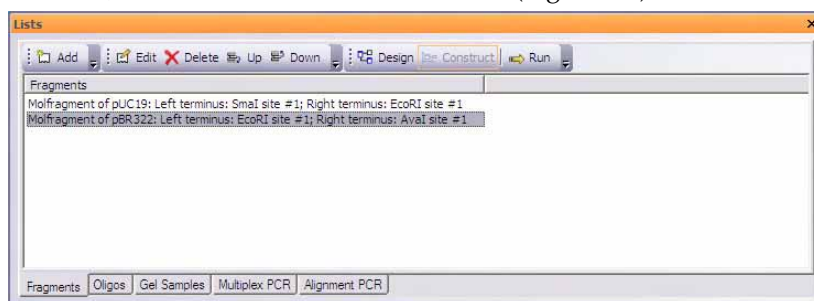 Lists
Add Edit Delete Up Down Design Construct Run
Fragments
Molfragment of pUC19: Left terminus: SmaI site #1; Right terminus: EcoRI site #1
Molfragment of pBR322: Left terminus: EcoRI site #1; Right terminus: AvaI site #1
Fragments Oligos Gel Samples Multiplex PCR Alignment PCR